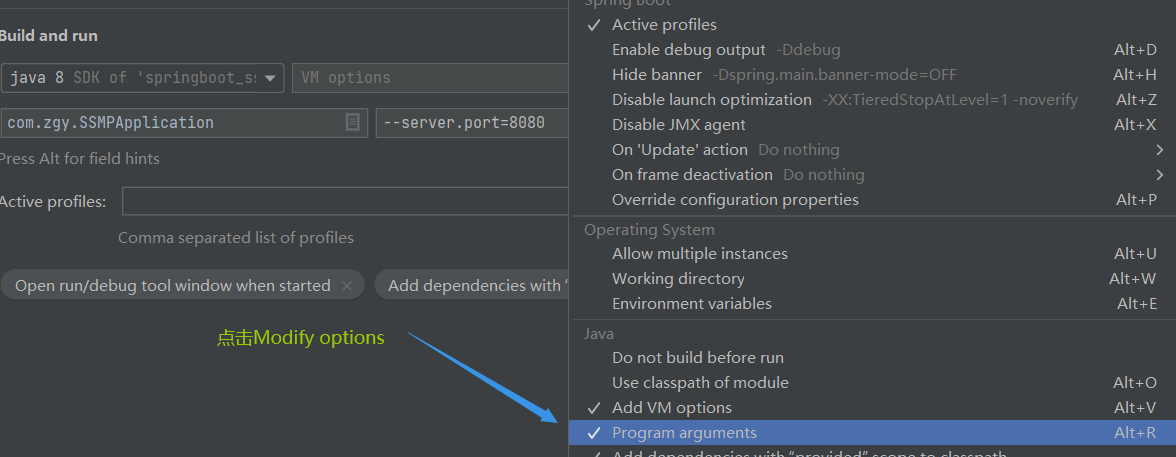 Build and run
java 8 SDK of 'springboot_ss
VM options
com.zgy.SSMPApplication
--server.port=8080
Press Alt for field hints
Active profiles:
Comma separated list of profiles
Open run/debug tool window when started ×
Add dependencies with “
点击Modify options
Spring Boot
✓ Active profiles
Enable debug output -Ddebug Alt+D
Hide banner -Dspring.main.banner-mode=OFF Alt+H
Disable launch optimization -XX:TieredStopAtLevel=1 -noverify Alt+Z
Disable JMX agent Alt+X
On 'Update' action Do nothing
On frame deactivation Do nothing
Override configuration properties Alt+P
Operating System
Allow multiple instances Alt+U
Working directory Alt+W
Environment variables Alt+E
Java
Do not build before run
Use classpath of module Alt+O
✓ Add VM options Alt+V
✓ Program arguments Alt+R
✓ Add dependencies with “provided” scope to classpath